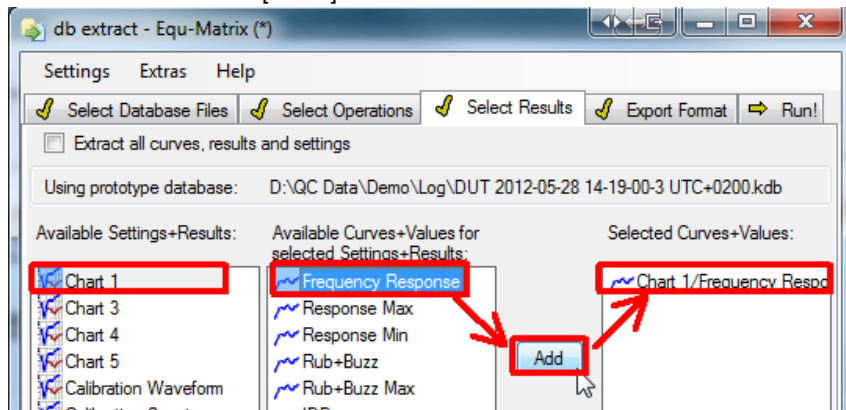 db extract - Equ-Matrix (*)
Settings Extras Help
Select Database Files Select Operations Select Results Export Format Run!
Extract all curves, results and settings
Using prototype database: D:\QC Data\Demo\Log\DUT 2012-05-28 14-19-00-3 UTC+0200.kdb
Available Settings+Results: Available Curves+Values for Selected Curves+Values:
selected Settings+Results:
Chart 1 Frequency Response Chart 1/Frequency Respo
Chart 3 Response Max
Chart 4 Response Min
Chart 5 Rub+Buzz Add
Calibration Waveform Rub+Buzz Max